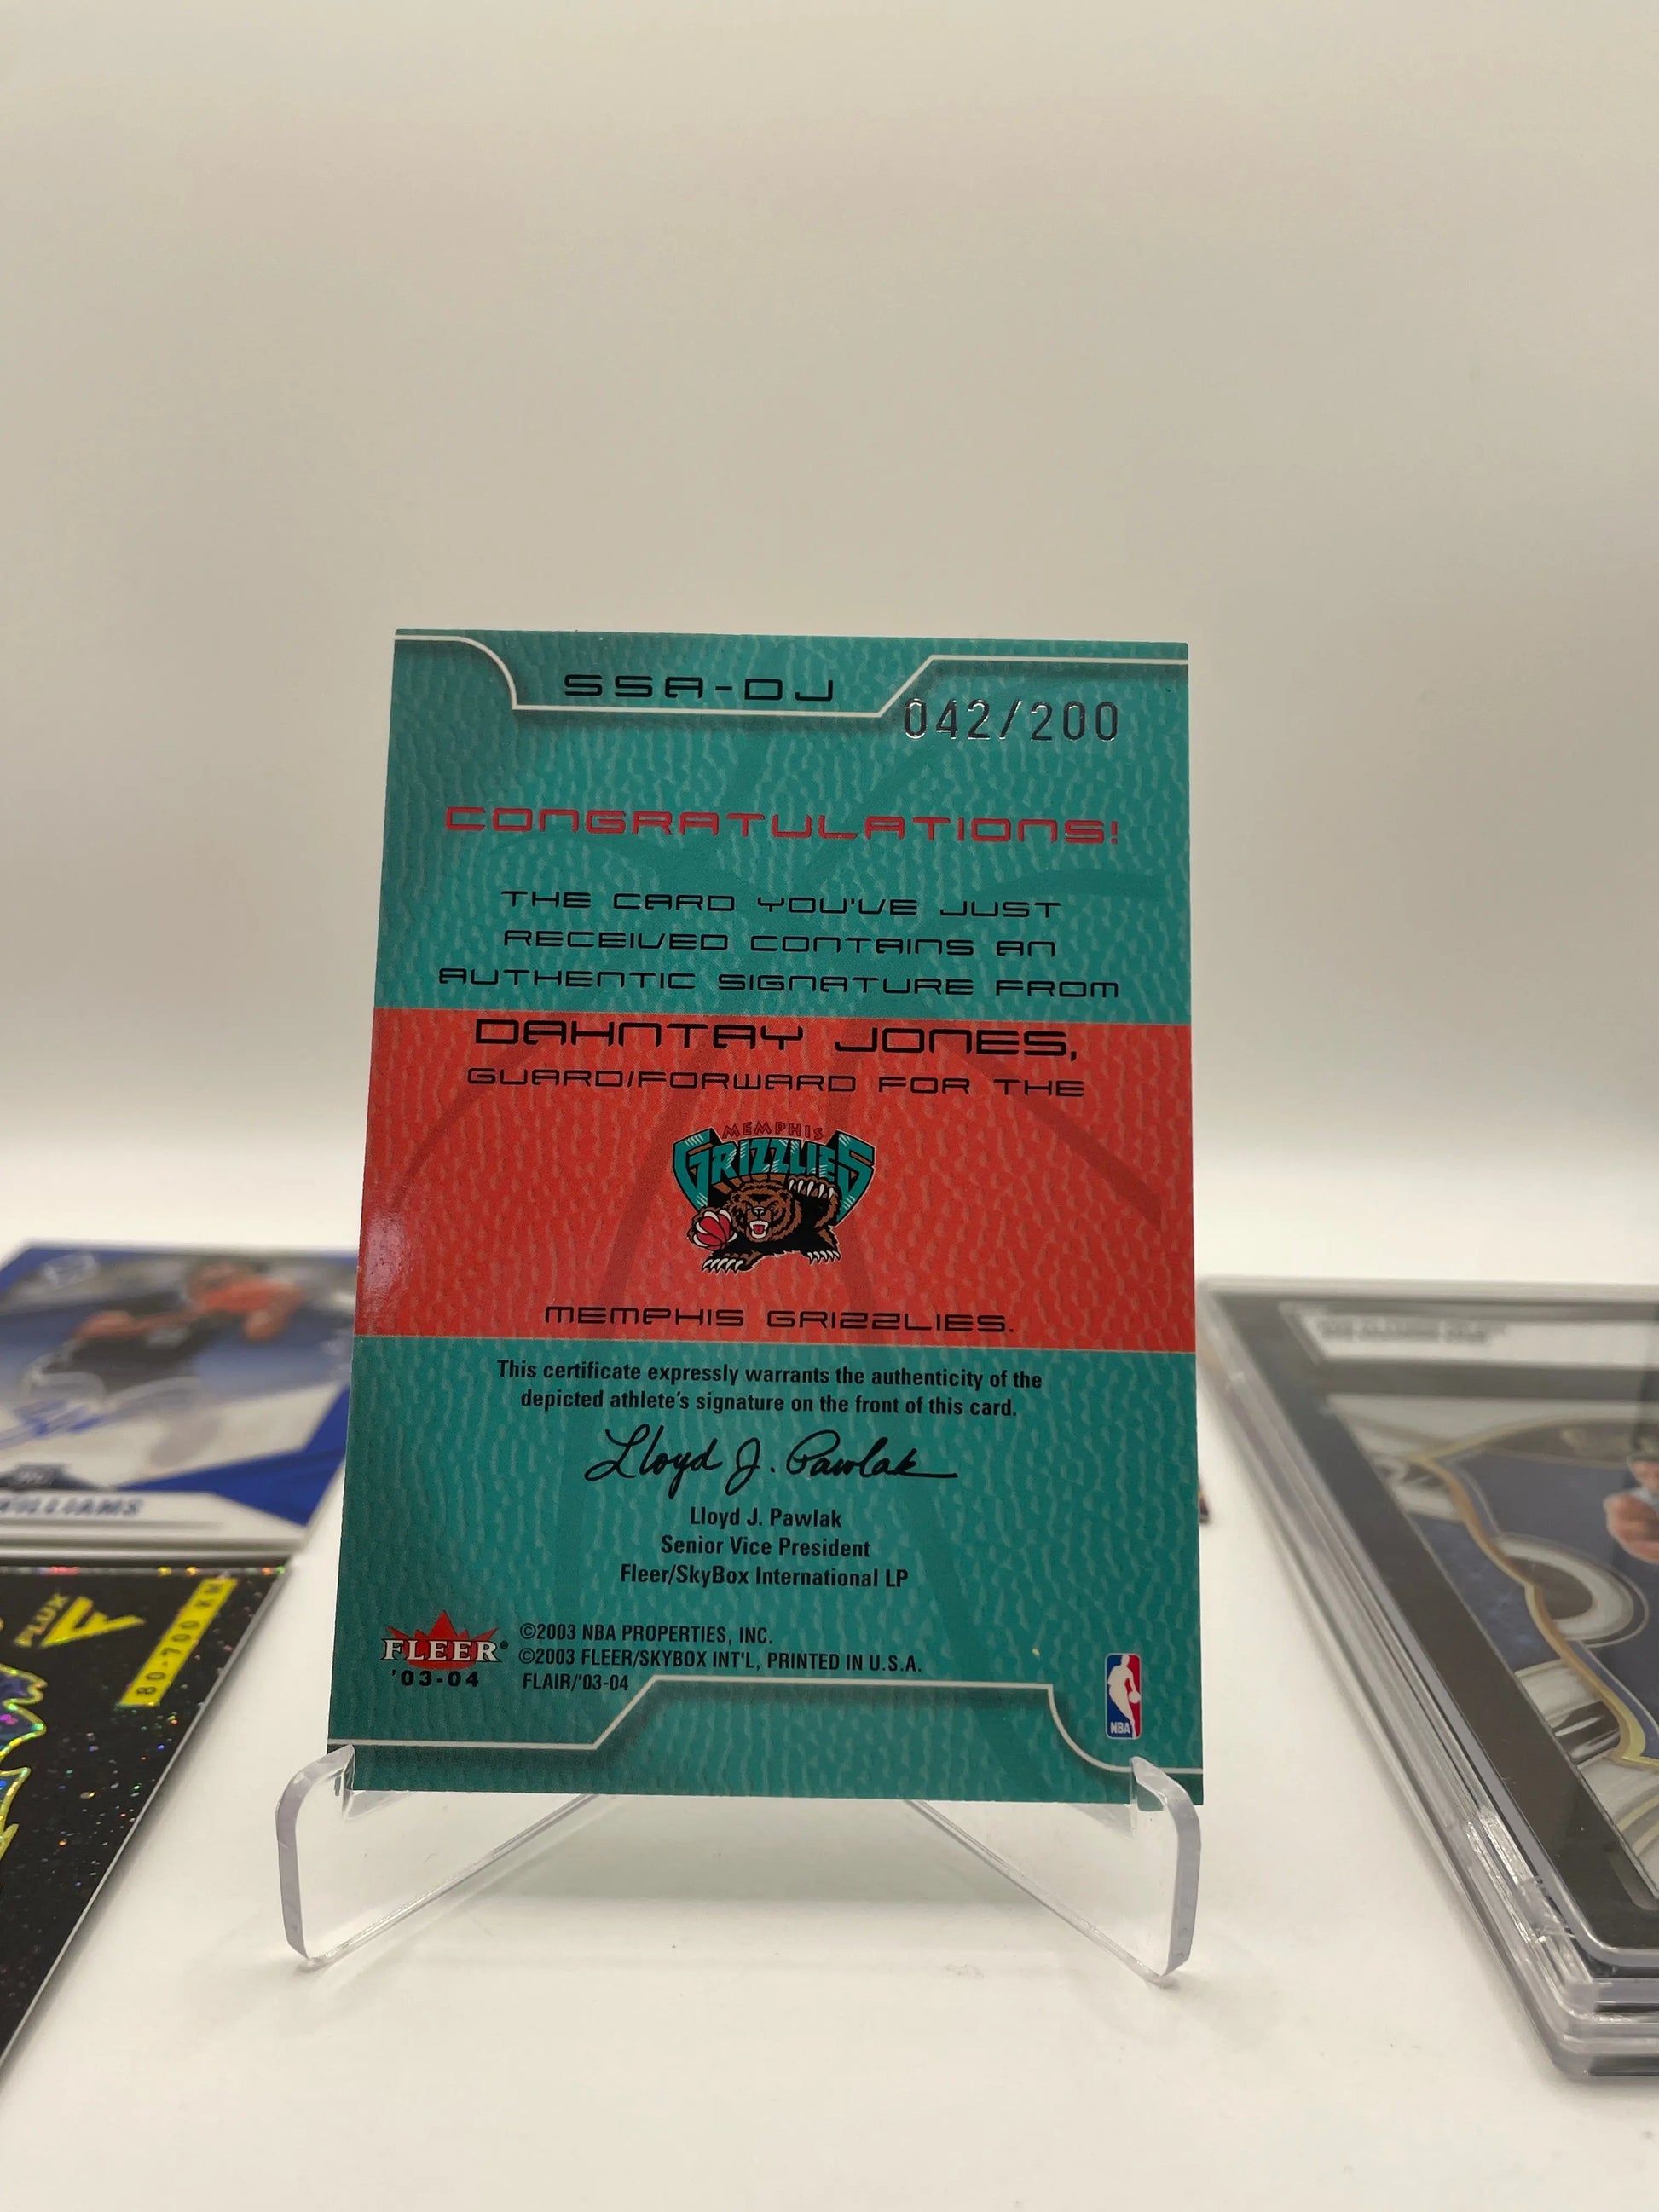 SSA-DJ
042/200
CONGRATULATIONS!
THE CARD YOU'VE JUST
RECEIVED CONTAINS AN
AUTHENTIC SIGNATURE FROM
DAHNTAY JONES,
GUARD/FORWARD FOR THE
MEMPHIS
GRIZZLIES
MEMPHIS GRIZZLIES.
This certificate expressly warrants the authenticity of the
depicted athlete's signature on the front of this card.
Lloyd J. Pawlak
Lloyd J. Pawlak
Senior Vice President
Fleer/SkyBox International LP
FLEER®
'03-04
©2003 NBA PROPERTIES, INC.
©2003 FLEER/SKYBOX INT'L, PRINTED IN U.S.A.
FLAIR/'03-04
NBA
WILLIAMS
FLUX